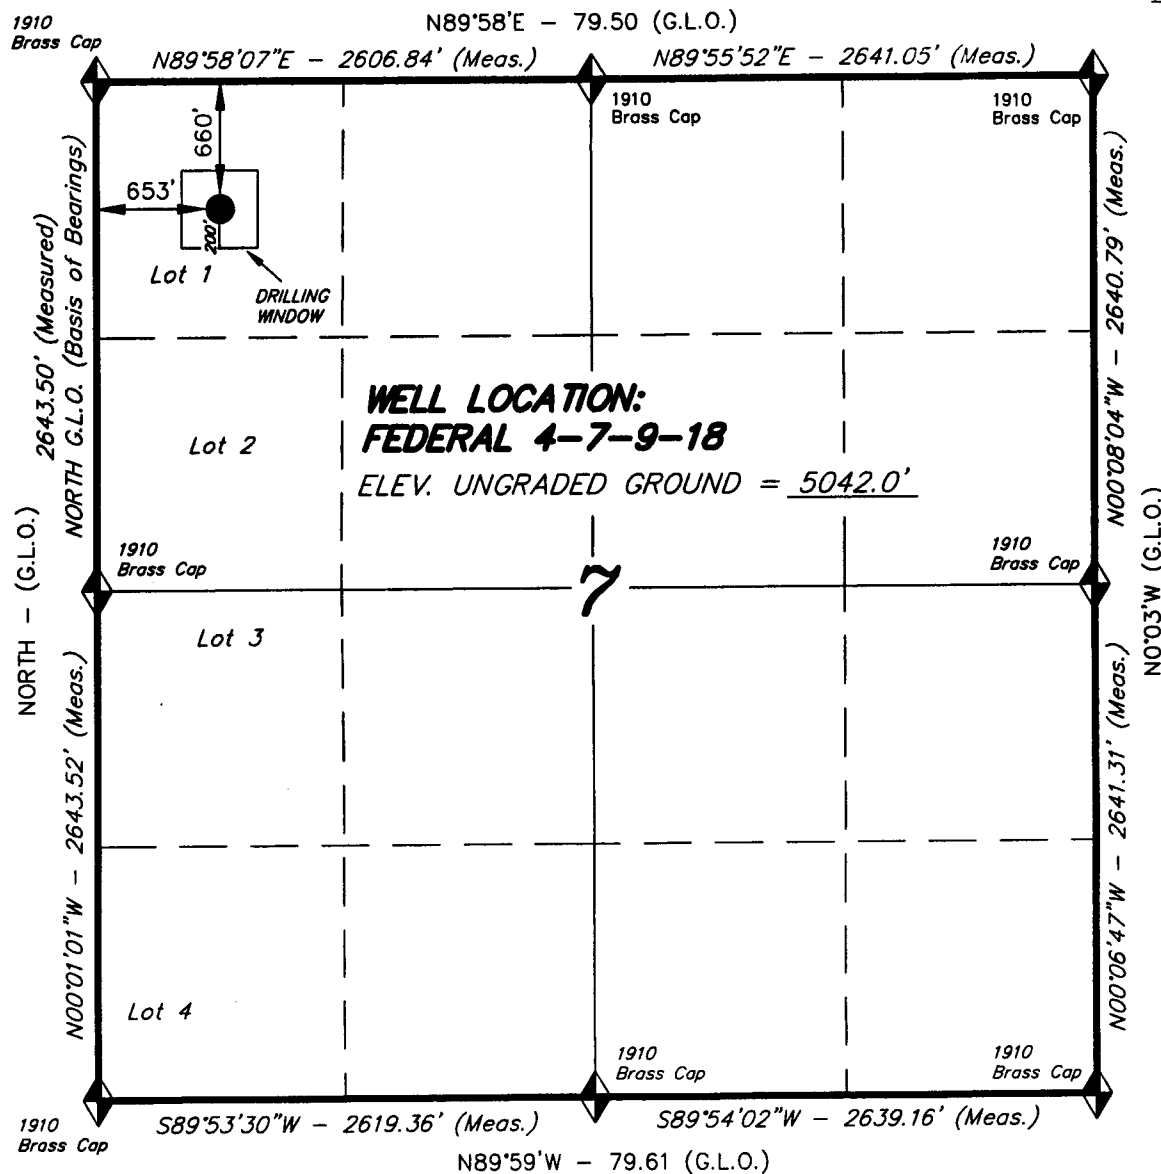 1910
Brass Cap
N89°58'E – 79.50 (G.L.O.)
N89°58'07"E – 2606.84' (Meas.)
N89°55'52"E – 2641.05' (Meas.)
1910
Brass Cap
1910
Brass Cap
660'
653'
200'
Lot 1
DRILLING
WINDOW
2643.50' (Measured)
NORTH G.L.O. (Basis of Bearings)
N00°08'04"W – 2640.79' (Meas.)
WELL LOCATION:
FEDERAL 4–7–9–18
ELEV. UNGRADED GROUND = 5042.0'
Lot 2
1910
Brass Cap
1910
Brass Cap
NORTH – (G.L.O.)
N0°03'W (G.L.O.)
7
Lot 3
N00°01'01"W – 2643.52' (Meas.)
N00°06'47"W – 2641.31' (Meas.)
Lot 4
1910
Brass Cap
1910
Brass Cap
1910
Brass Cap
S89°53'30"W – 2619.36' (Meas.)
S89°54'02"W – 2639.16' (Meas.)
N89°59'W – 79.61 (G.L.O.)